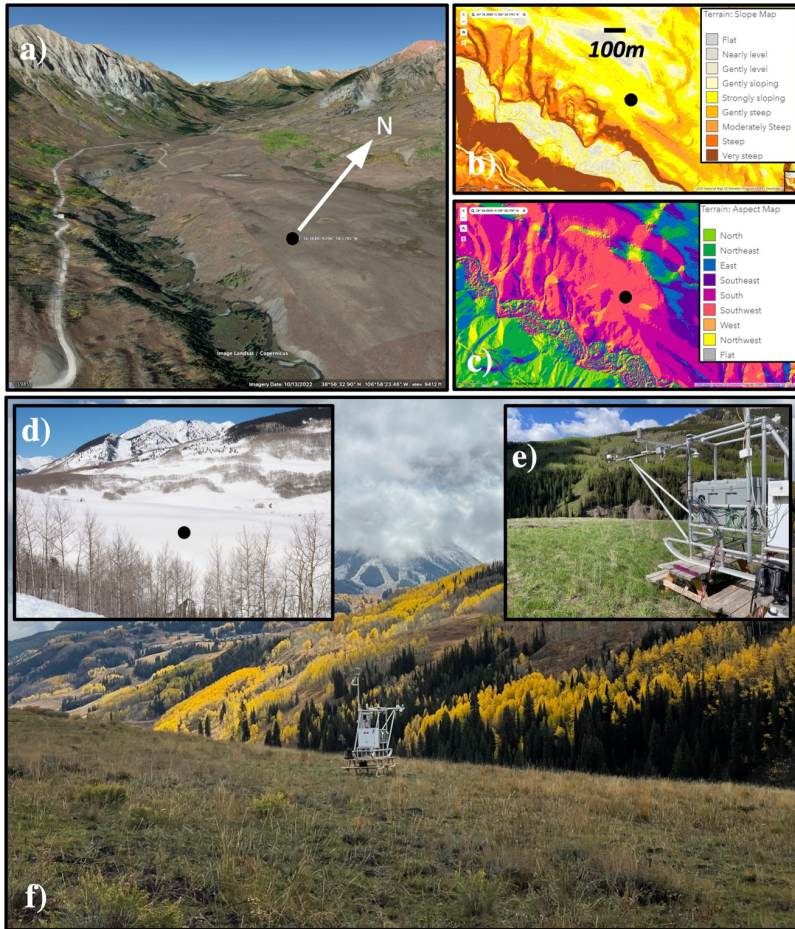 a)
N
Image Landsat / Copernicus
1985
Imagery Date: 10/13/2022 38°56'32.90" N 106°58'23.46" W elev 9412 ft
b)
100m
Terrain: Slope Map
Flat
Nearly level
Gently level
Gently sloping
Strongly sloping
Gently steep
Moderately Steep
Steep
Very steep
c)
Terrain: Aspect Map
North
Northeast
East
Southeast
South
Southwest
West
Northwest
Flat
d)
e)
f)